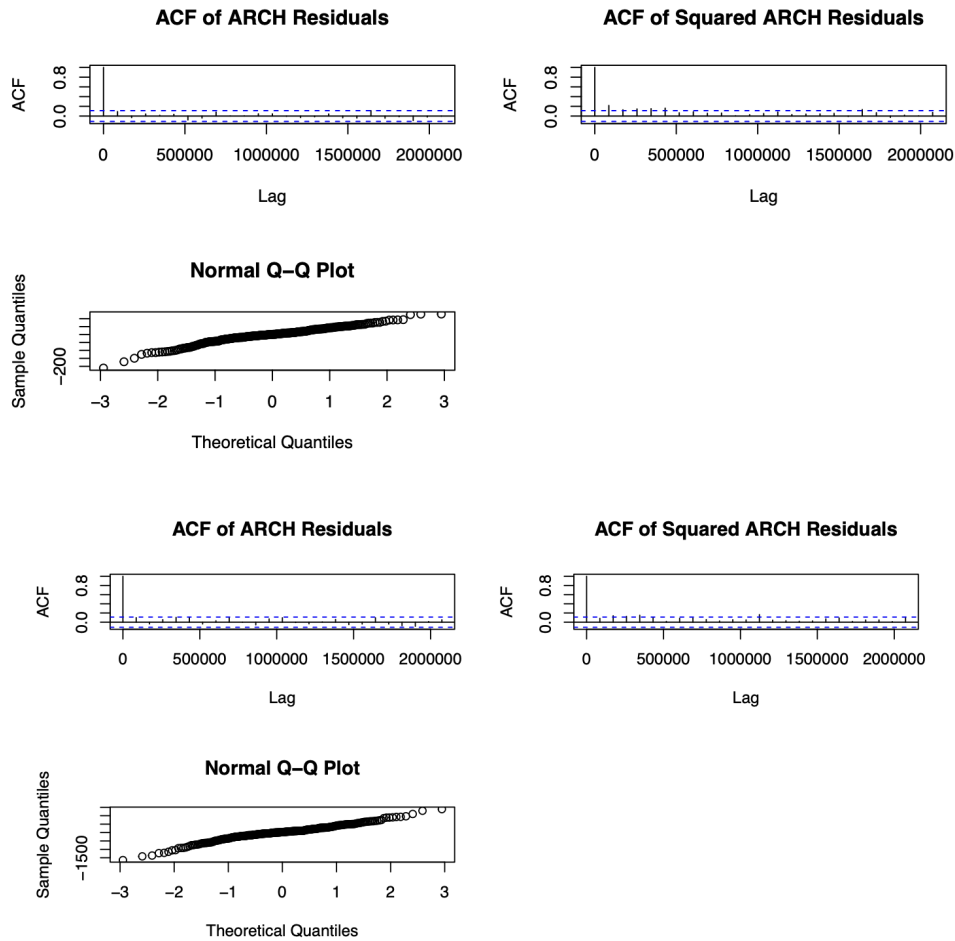 ACF of ARCH Residuals
ACF of Squared ARCH Residuals
ACF
0.0 0.8
0 500000 1000000 1500000 2000000
Lag
ACF
0.0 0.8
0 500000 1000000 1500000 2000000
Lag
Normal Q−Q Plot
Sample Quantiles
−200
−3 −2 −1 0 1 2 3
Theoretical Quantiles
ACF of ARCH Residuals
ACF of Squared ARCH Residuals
ACF
0.0 0.8
0 500000 1000000 1500000 2000000
Lag
ACF
0.0 0.8
0 500000 1000000 1500000 2000000
Lag
Normal Q−Q Plot
Sample Quantiles
−1500
−3 −2 −1 0 1 2 3
Theoretical Quantiles